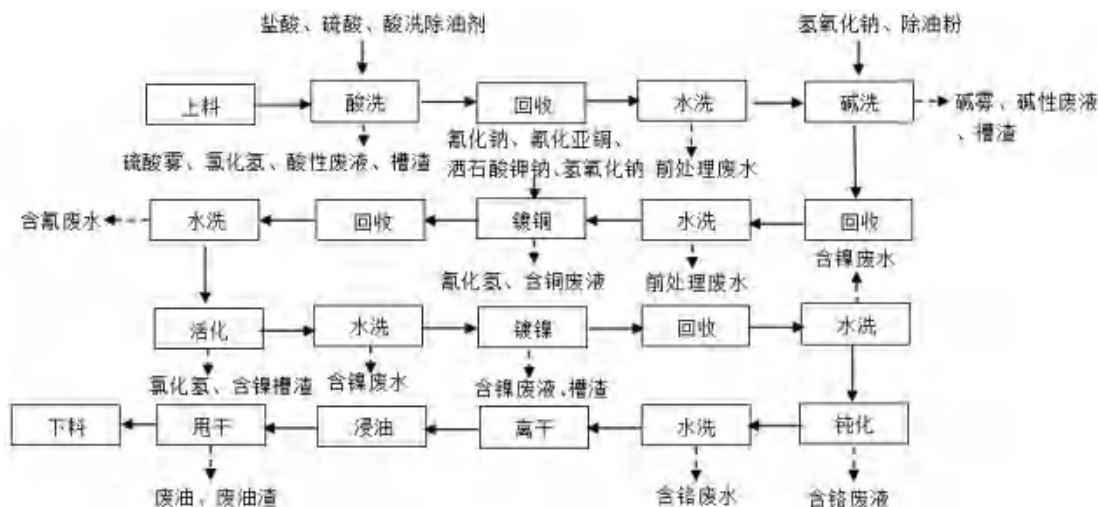 盐酸、硫酸、酸洗除油剂
氢氧化钠、除油粉
上料
酸洗
回收
水洗
碱洗
碱雾、碱性废液
、槽渣
硫酸雾、氯化氢、酸性废液、槽渣
氰化钠、氰化亚铜、
洒石酸钾钠、氢氧化钠
前处理废水
含氰废水
水洗
回收
镀铜
水洗
回收
氰化氢、含铜废液
前处理废水
含镍废水
活化
水洗
镀镍
回收
水洗
氯化氢、含镍槽渣
含镍废水
含镍废液、槽渣
下料
甩干
浸油
离干
水洗
钝化
废油、废油渣
含铬废水
含铬废液